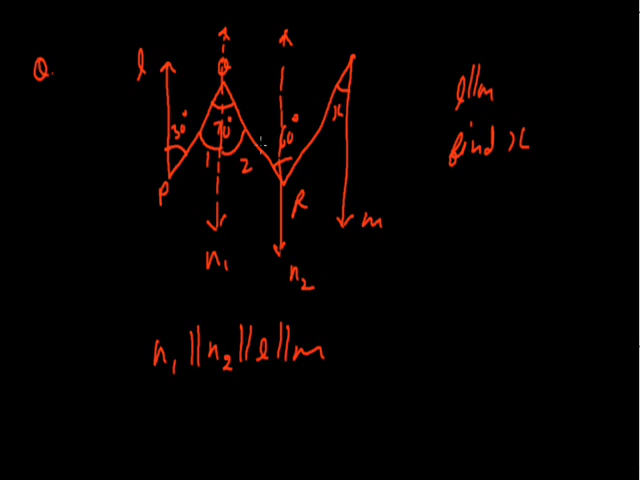 Q.
l
Q
l||m
find x
30°
70°
60°
x
1
2
P
R
m
n₁
n₂
n₁ || n₂ || l || m